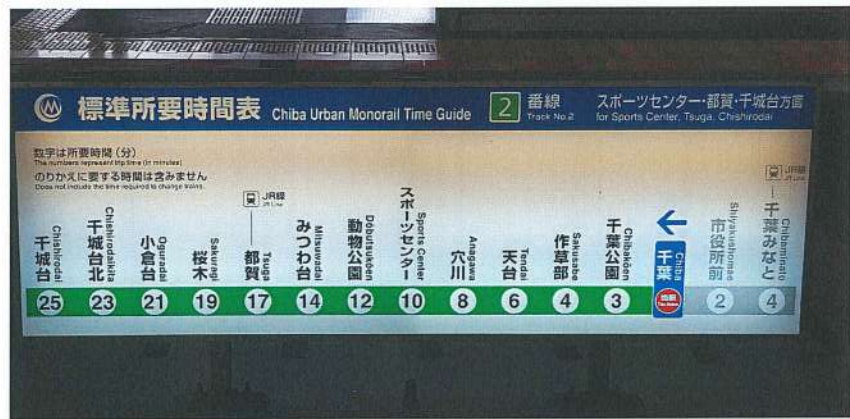 標準所要時間表 Chiba Urban Monorail Time Guide 2 番線 Track No.2 スポーツセンター・都賀・千城台方面 for Sports Center, Tsuga, Chishirodai
数字は所要時間（分）
The numbers represent trip time (in minutes)
のりかえに要する時間は含みません
Does not include the time required to change trains.
千城台 Chishirodai 25
千城台北 Chishirodaikita 23
小倉台 Oguradai 21
桜木 Sakuragi 19
JR線 JR Line 都賀 Tsuga 17
みつわ台 Mitsuwadai 14
動物公園 Dōbutsukōen 12
スポーツセンター Sports Center 10
穴川 Anagawa 8
天台 Tendai 6
作草部 Sakusabe 4
千葉公園 Chibakōen 3
千葉 Chiba 当駅
市役所前 Shiyakushomae 2
JR線 JR Line 千葉みなと Chibaminato 4